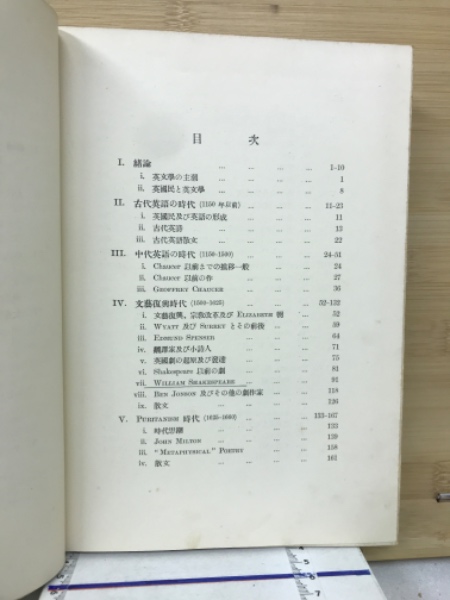 目 次
I. 緒論 ... ... ... ... 1-10
i. 英文學の主潮 ... ... ... ... 1
ii. 英國民と英文學 ... ... ... ... 8
II. 古代英語の時代 (1150 年以前) ... ... ... 11-23
i. 英國民及び英語の形成 ... ... ... 11
ii. 古代英詩 ... ... ... ... 13
iii. 古代英語散文 ... ... ... ... 22
III. 中代英語の時代 (1150-1500) ... ... ... 24-51
i. Chaucer 以前までの推移一般 ... ... ... 24
ii. Chaucer 以前の作 ... ... ... 27
iii. GEOFFREY CHAUCER ... ... ... 36
IV. 文藝復興時代 (1500-1625) ... ... ... 52-132
i. 文藝復興、宗教改革及び ELIZABETH 朝 ... 52
ii. WYATT 及び SURREY とその前後 ... ...
iii. EDMUND SPENSER ... ... ... 64
iv. 飜譯家及び小詩人 ... ... ... 71
v. 英國劇の起原及び發達 ... ... ... 75
vi. Shakespeare 以前の劇 ... ... ... 81
vii. WILLIAM SHAKESPEARE ... ... ... 91
viii. BEN JONSON 及びその他の劇作家 ... ... 118
ix. 散文 ... ... ... ... 126
V. PURITANISM 時代 (1625-1660) ... ... ... 133-167
i. 時代思潮 ... ... ... ... 133
ii. JOHN MILTON ... ... ... ... 139
iii. "METAPHYSICAL" POETRY ... ... ... 158
iv. 散文 ... ... ... ... 161